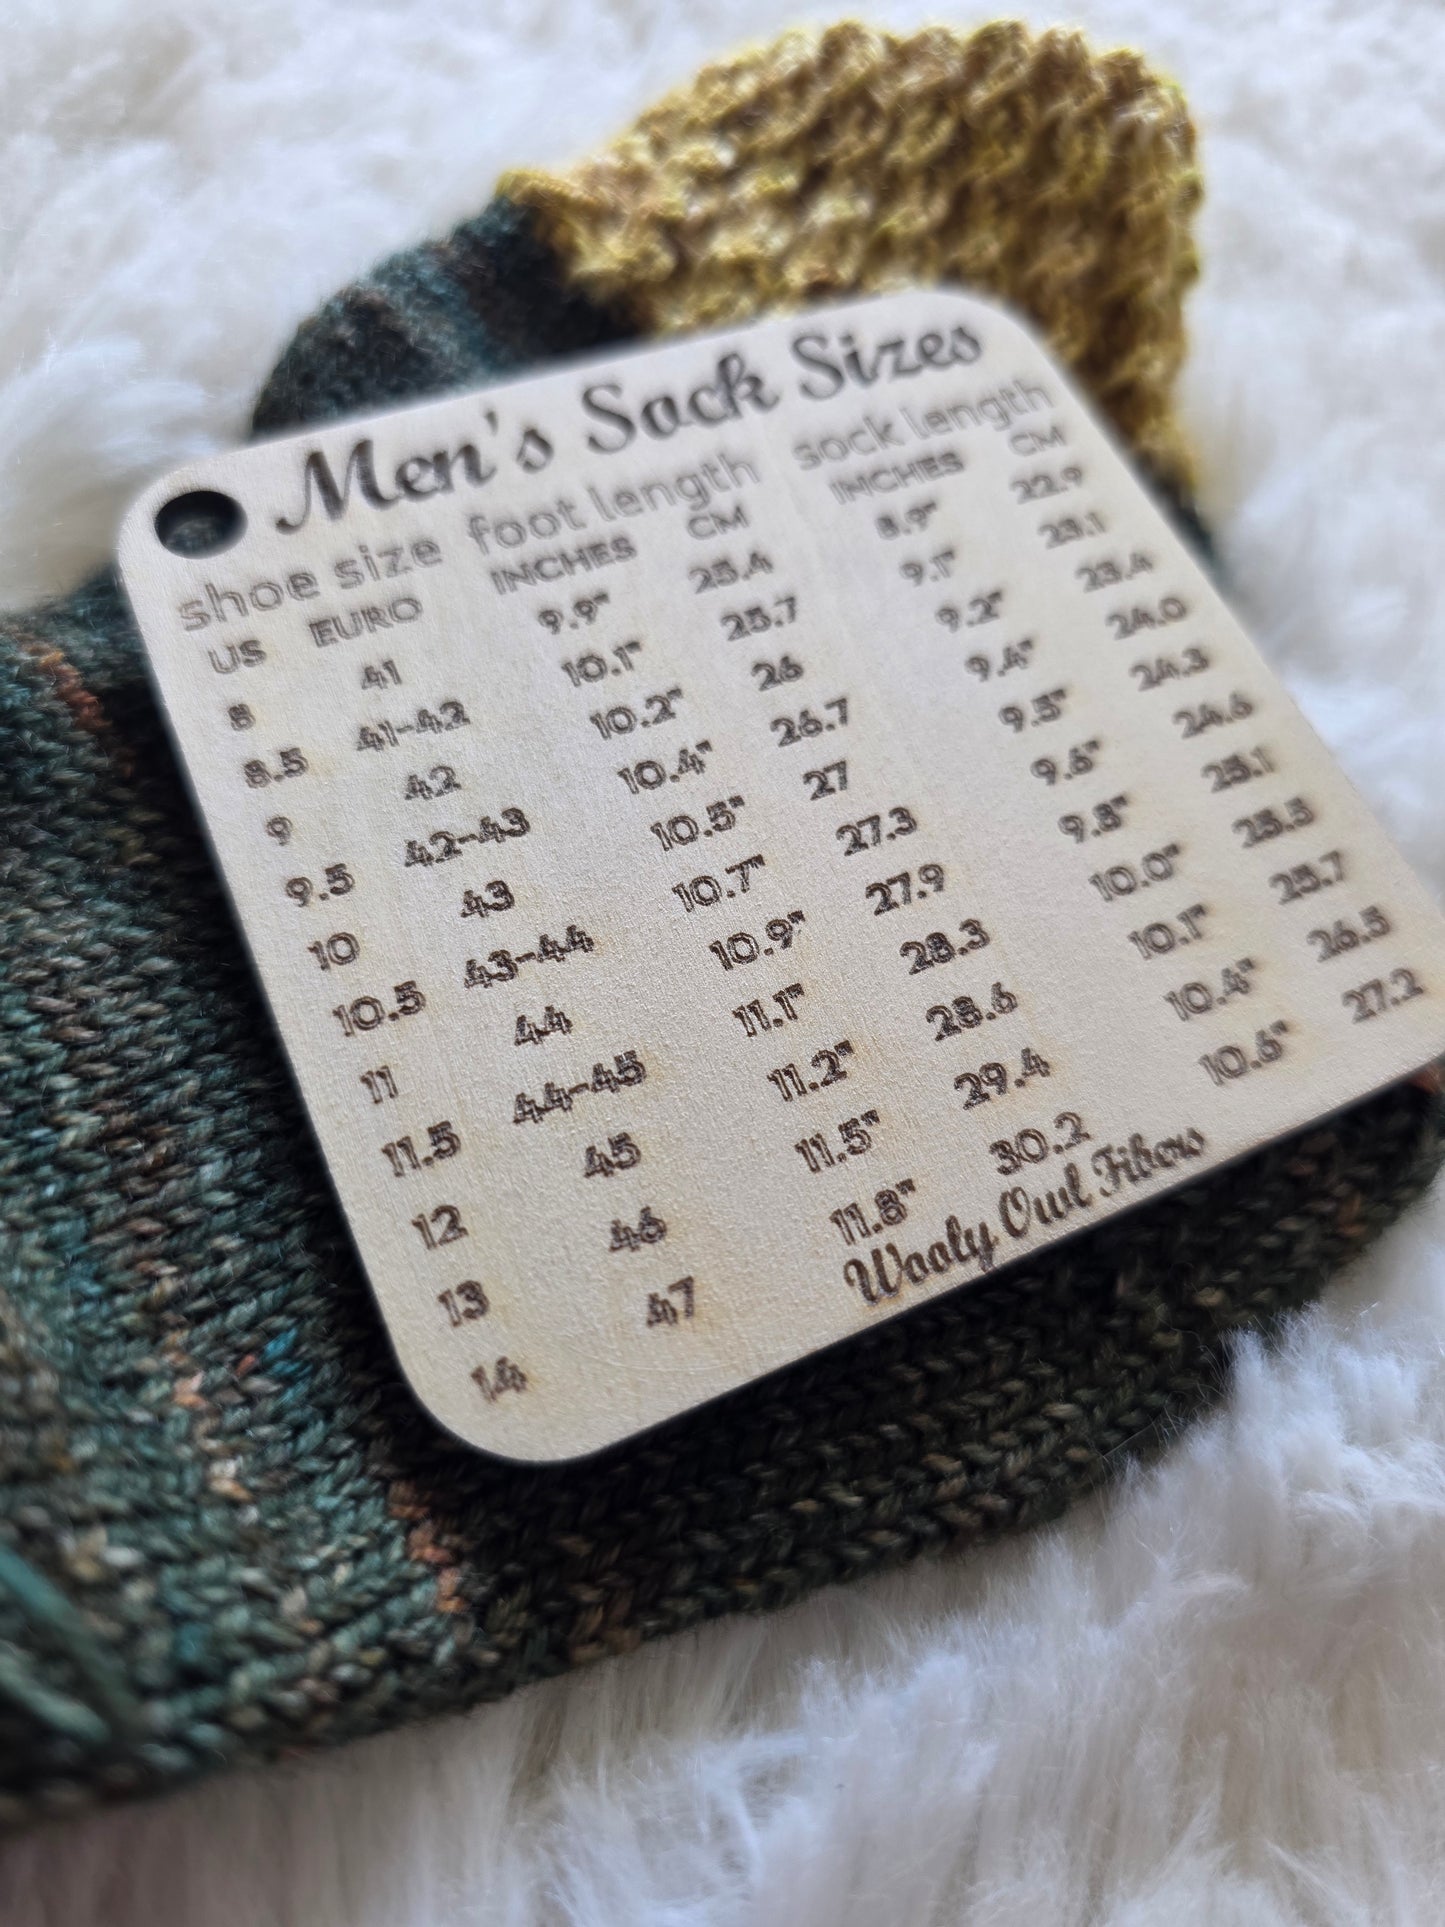 Men's Sock Sizes
shoe size foot length sock length
US EURO INCHES CM INCHES CM
8 41 9.9" 25.4 8.9" 22.9
8.5 41-42 10.1" 25.7 9.1" 23.1
9 42 10.2" 26 9.2" 23.4
9.5 42-43 10.4" 26.7 9.4" 24.0
10 43 10.5" 27 9.5" 24.3
10.5 43-44 10.7" 27.3 9.6" 24.6
11 44 10.9" 27.9 9.8" 25.1
11.5 44-45 11.1" 28.3 10.0" 25.5
12 45 11.2" 28.6 10.1" 25.7
13 46 11.5" 29.4 10.4" 26.5
14 47 11.8" 30.2 10.6" 27.2
Wooly Owl Fibers